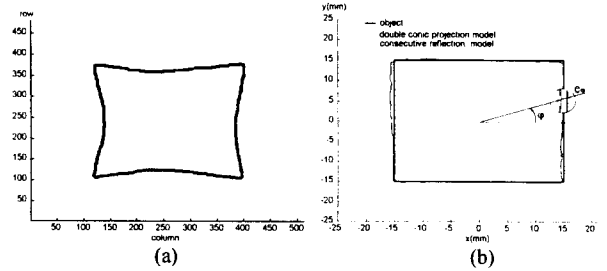 row
450
400
350
300
250
200
150
100
50
50 100 150 200 250 300 350 400 450 500
column
(a)
y(mm)
25
object
double conic projection model
consecutive reflection model
20
15
10
5
0
-5
-10
-15
-20
-25
-25 -20 -15 -10 -5 0 5 10 15 20
x(mm)
T
φ
(b)